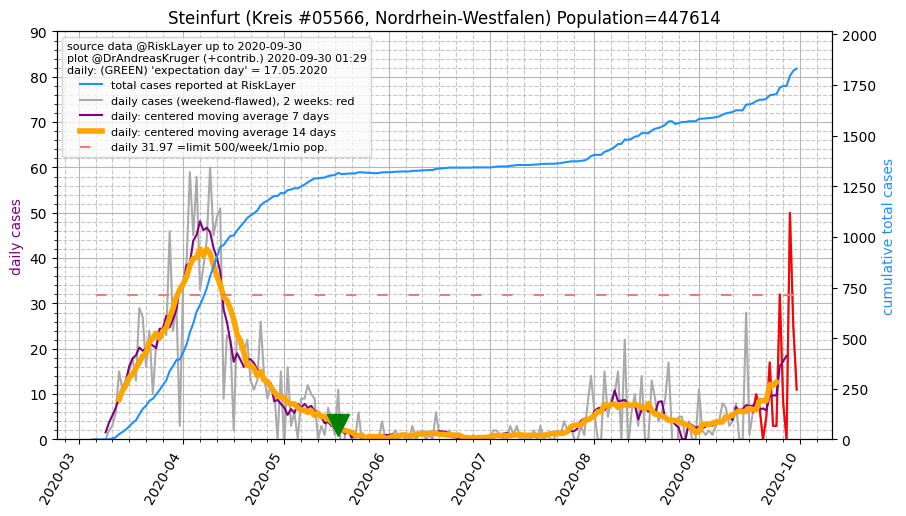 Steinfurt (Kreis #05566, Nordrhein-Westfalen) Population=447614
source data @RiskLayer up to 2020-09-30
plot @DrAndreasKruger (+contrib.) 2020-09-30 01:29
daily: (GREEN) 'expectation day' = 17.05.2020
total cases reported at RiskLayer
daily cases (weekend-flawed), 2 weeks: red
daily: centered moving average 7 days
daily: centered moving average 14 days
daily 31.97 =limit 500/week/1mio pop.
daily cases
90
80
70
60
50
40
30
20
10
0
cumulative total cases
2000
1750
1500
1250
1000
750
500
250
0
2020-03
2020-04
2020-05
2020-06
2020-07
2020-08
2020-09
2020-10